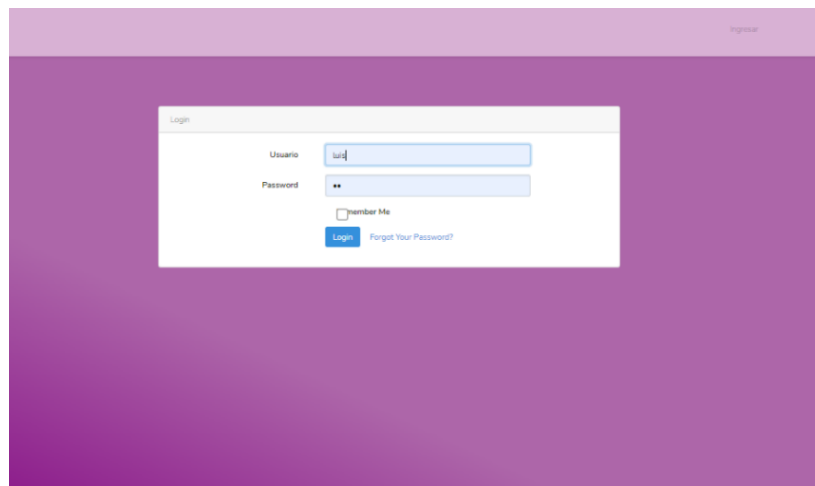 Ingresar
Login
Usuario luis
Password ••
member Me
Login Forgot Your Password?